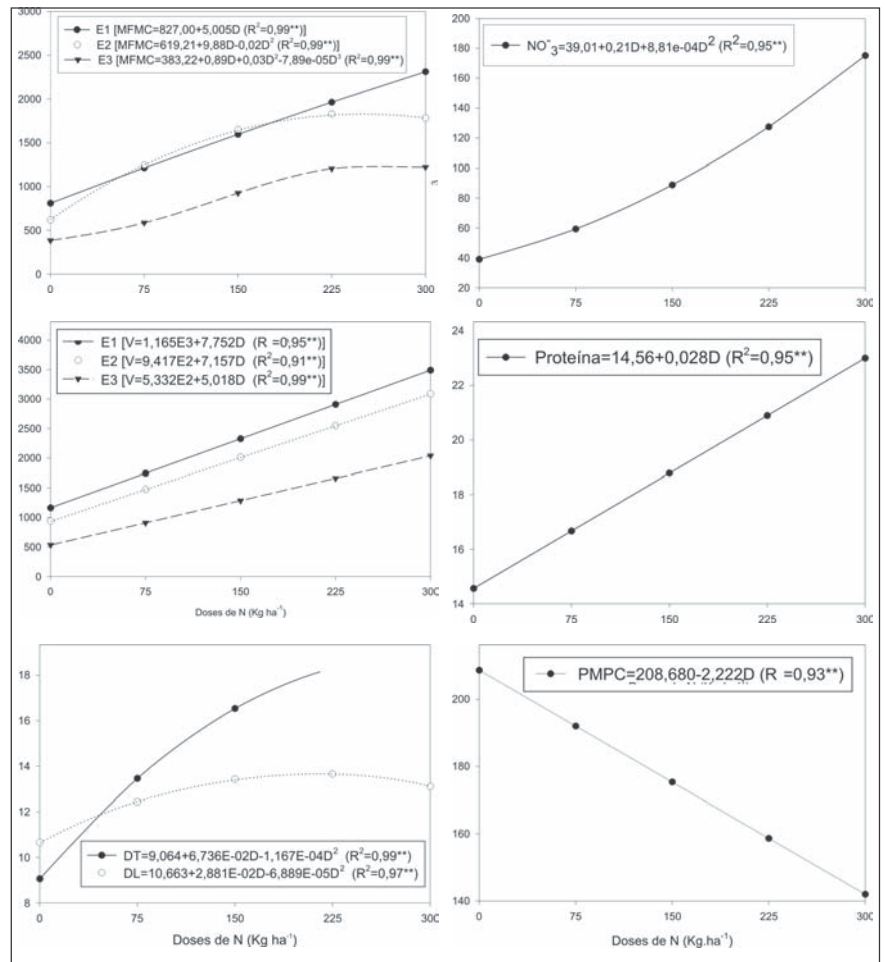 3000
E1 [MFMC=827,00+5,005D (R²=0,99**)]
E2 [MFMC=619,21+9,88D-0,02D² (R²=0,99**)]
E3 [MFMC=383,22+0,89D+0,03D²-7,89e-05D³ (R²=0,99**)]
2500
2000
1500
1000
500
0
0 75 150 225 300
200
NO⁻₃=39,01+0,21D+8,81e-04D² (R²=0,95**)
180
160
140
120
100
80
60
40
20
0 75 150 225 300
4000
E1 [V=1,165E3+7,752D (R =0,95**)]
E2 [V=9,417E2+7,157D (R²=0,91**)]
E3 [V=5,332E2+5,018D (R²=0,99**)]
3500
3000
2500
2000
1500
1000
500
0
0 75 150 225 300
Doses de N (Kg ha⁻¹)
24
Proteína=14,56+0,028D (R²=0,95**)
22
20
18
16
14
0 75 150 225 300
18
16
14
12
10
8
DT=9,064+6,736E-02D-1,167E-04D² (R²=0,99**)
DL=10,663+2,881E-02D-6,889E-05D² (R²=0,97**)
0 75 150 225 300
Doses de N (Kg ha⁻¹)
PMPC=208,680-2,222D (R =0,93**)
200
180
160
140
0 75 150 225 300
Doses de N (Kg.ha⁻¹)